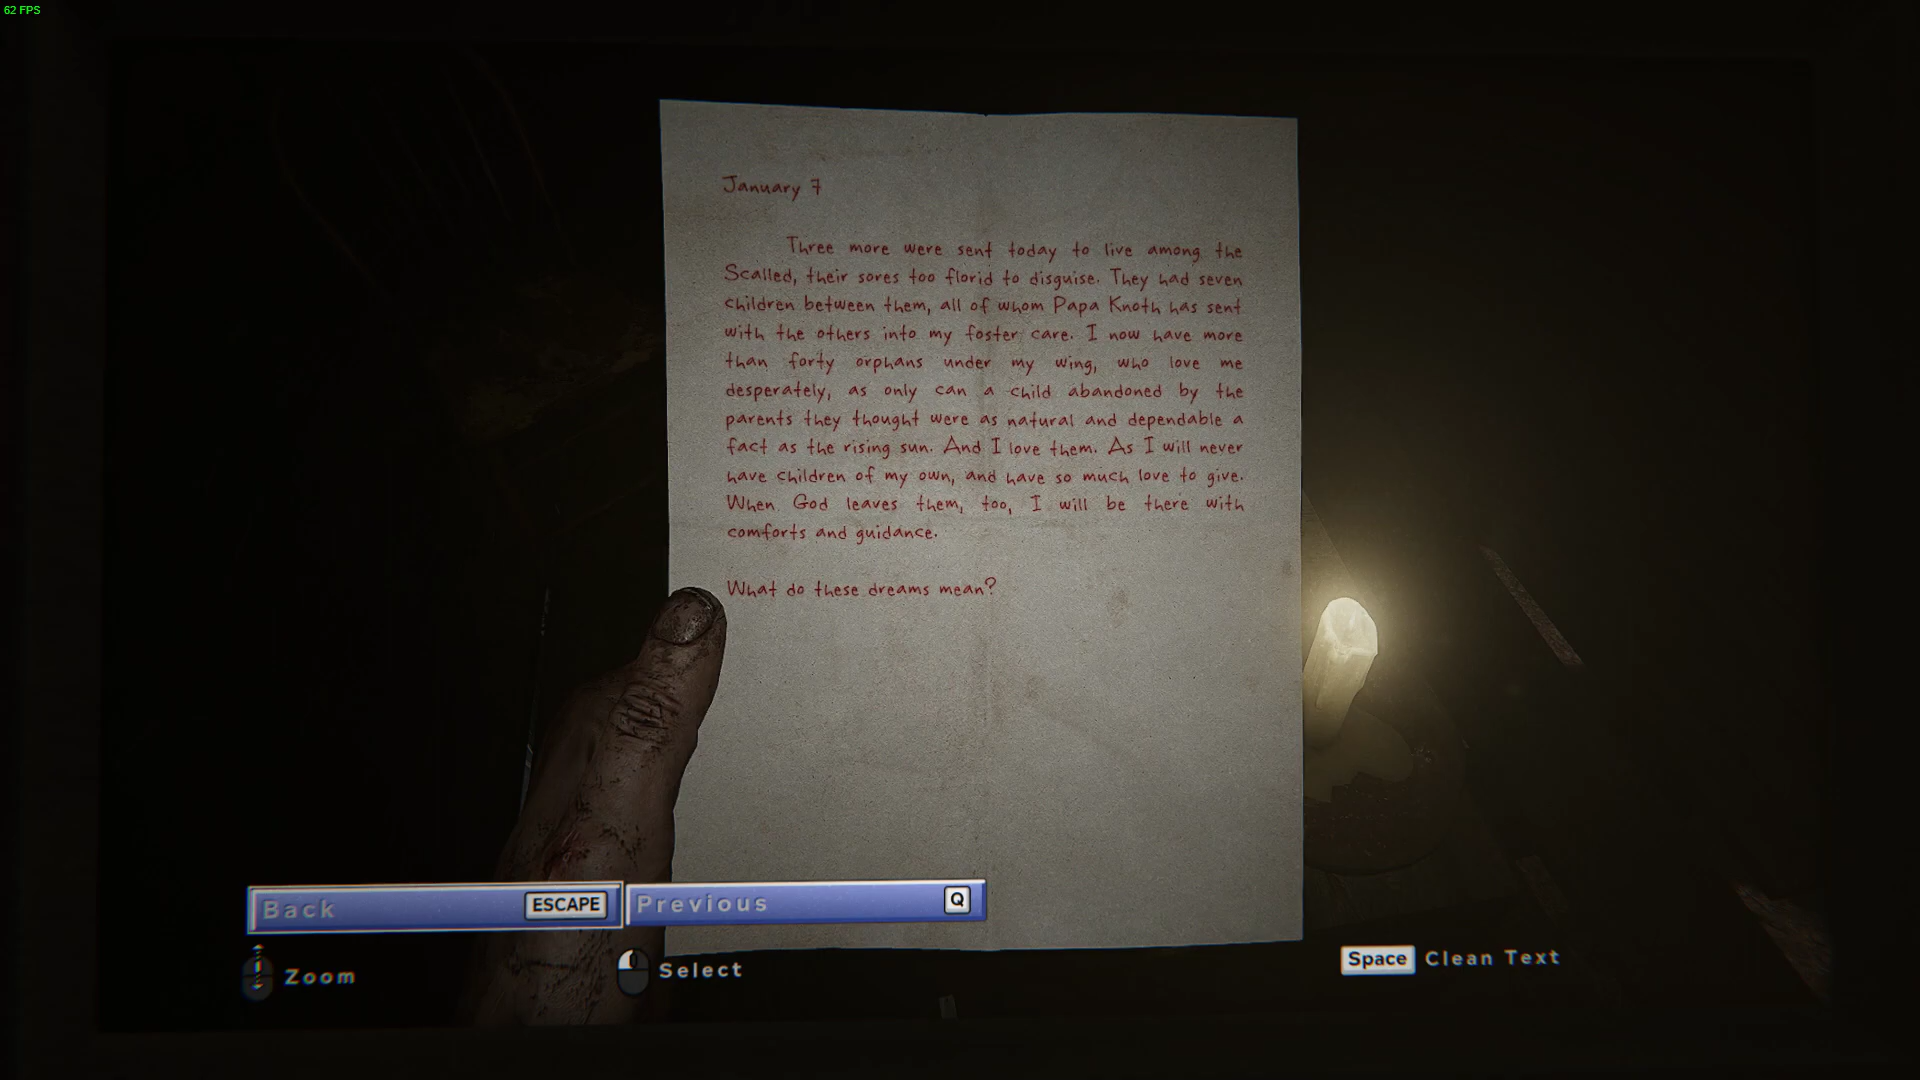 62 FPS
January 7
Three more were sent today to live among the
Scalled, their sores too florid to disguise. They had seven
children between them, all of whom Papa Knoth has sent
with the others into my foster care. I now have more
than forty orphans under my wing, who love me
desperately, as only can a child abandoned by the
parents they thought were as natural and dependable a
fact as the rising sun. And I love them. As I will never
have children of my own, and have so much love to give.
When God leaves them, too, I will be there with
comforts and guidance.
What do these dreams mean?
Back ESCAPE Previous Q
Zoom Select Space Clean Text